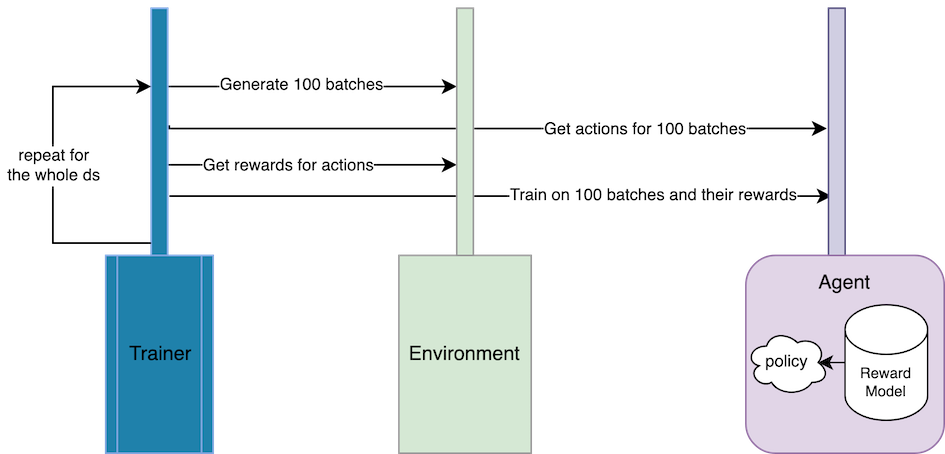 Generate 100 batches
Get actions for 100 batches
repeat for
the whole ds
Get rewards for actions
Train on 100 batches and their rewards
Trainer
Environment
Agent
policy
Reward
Model